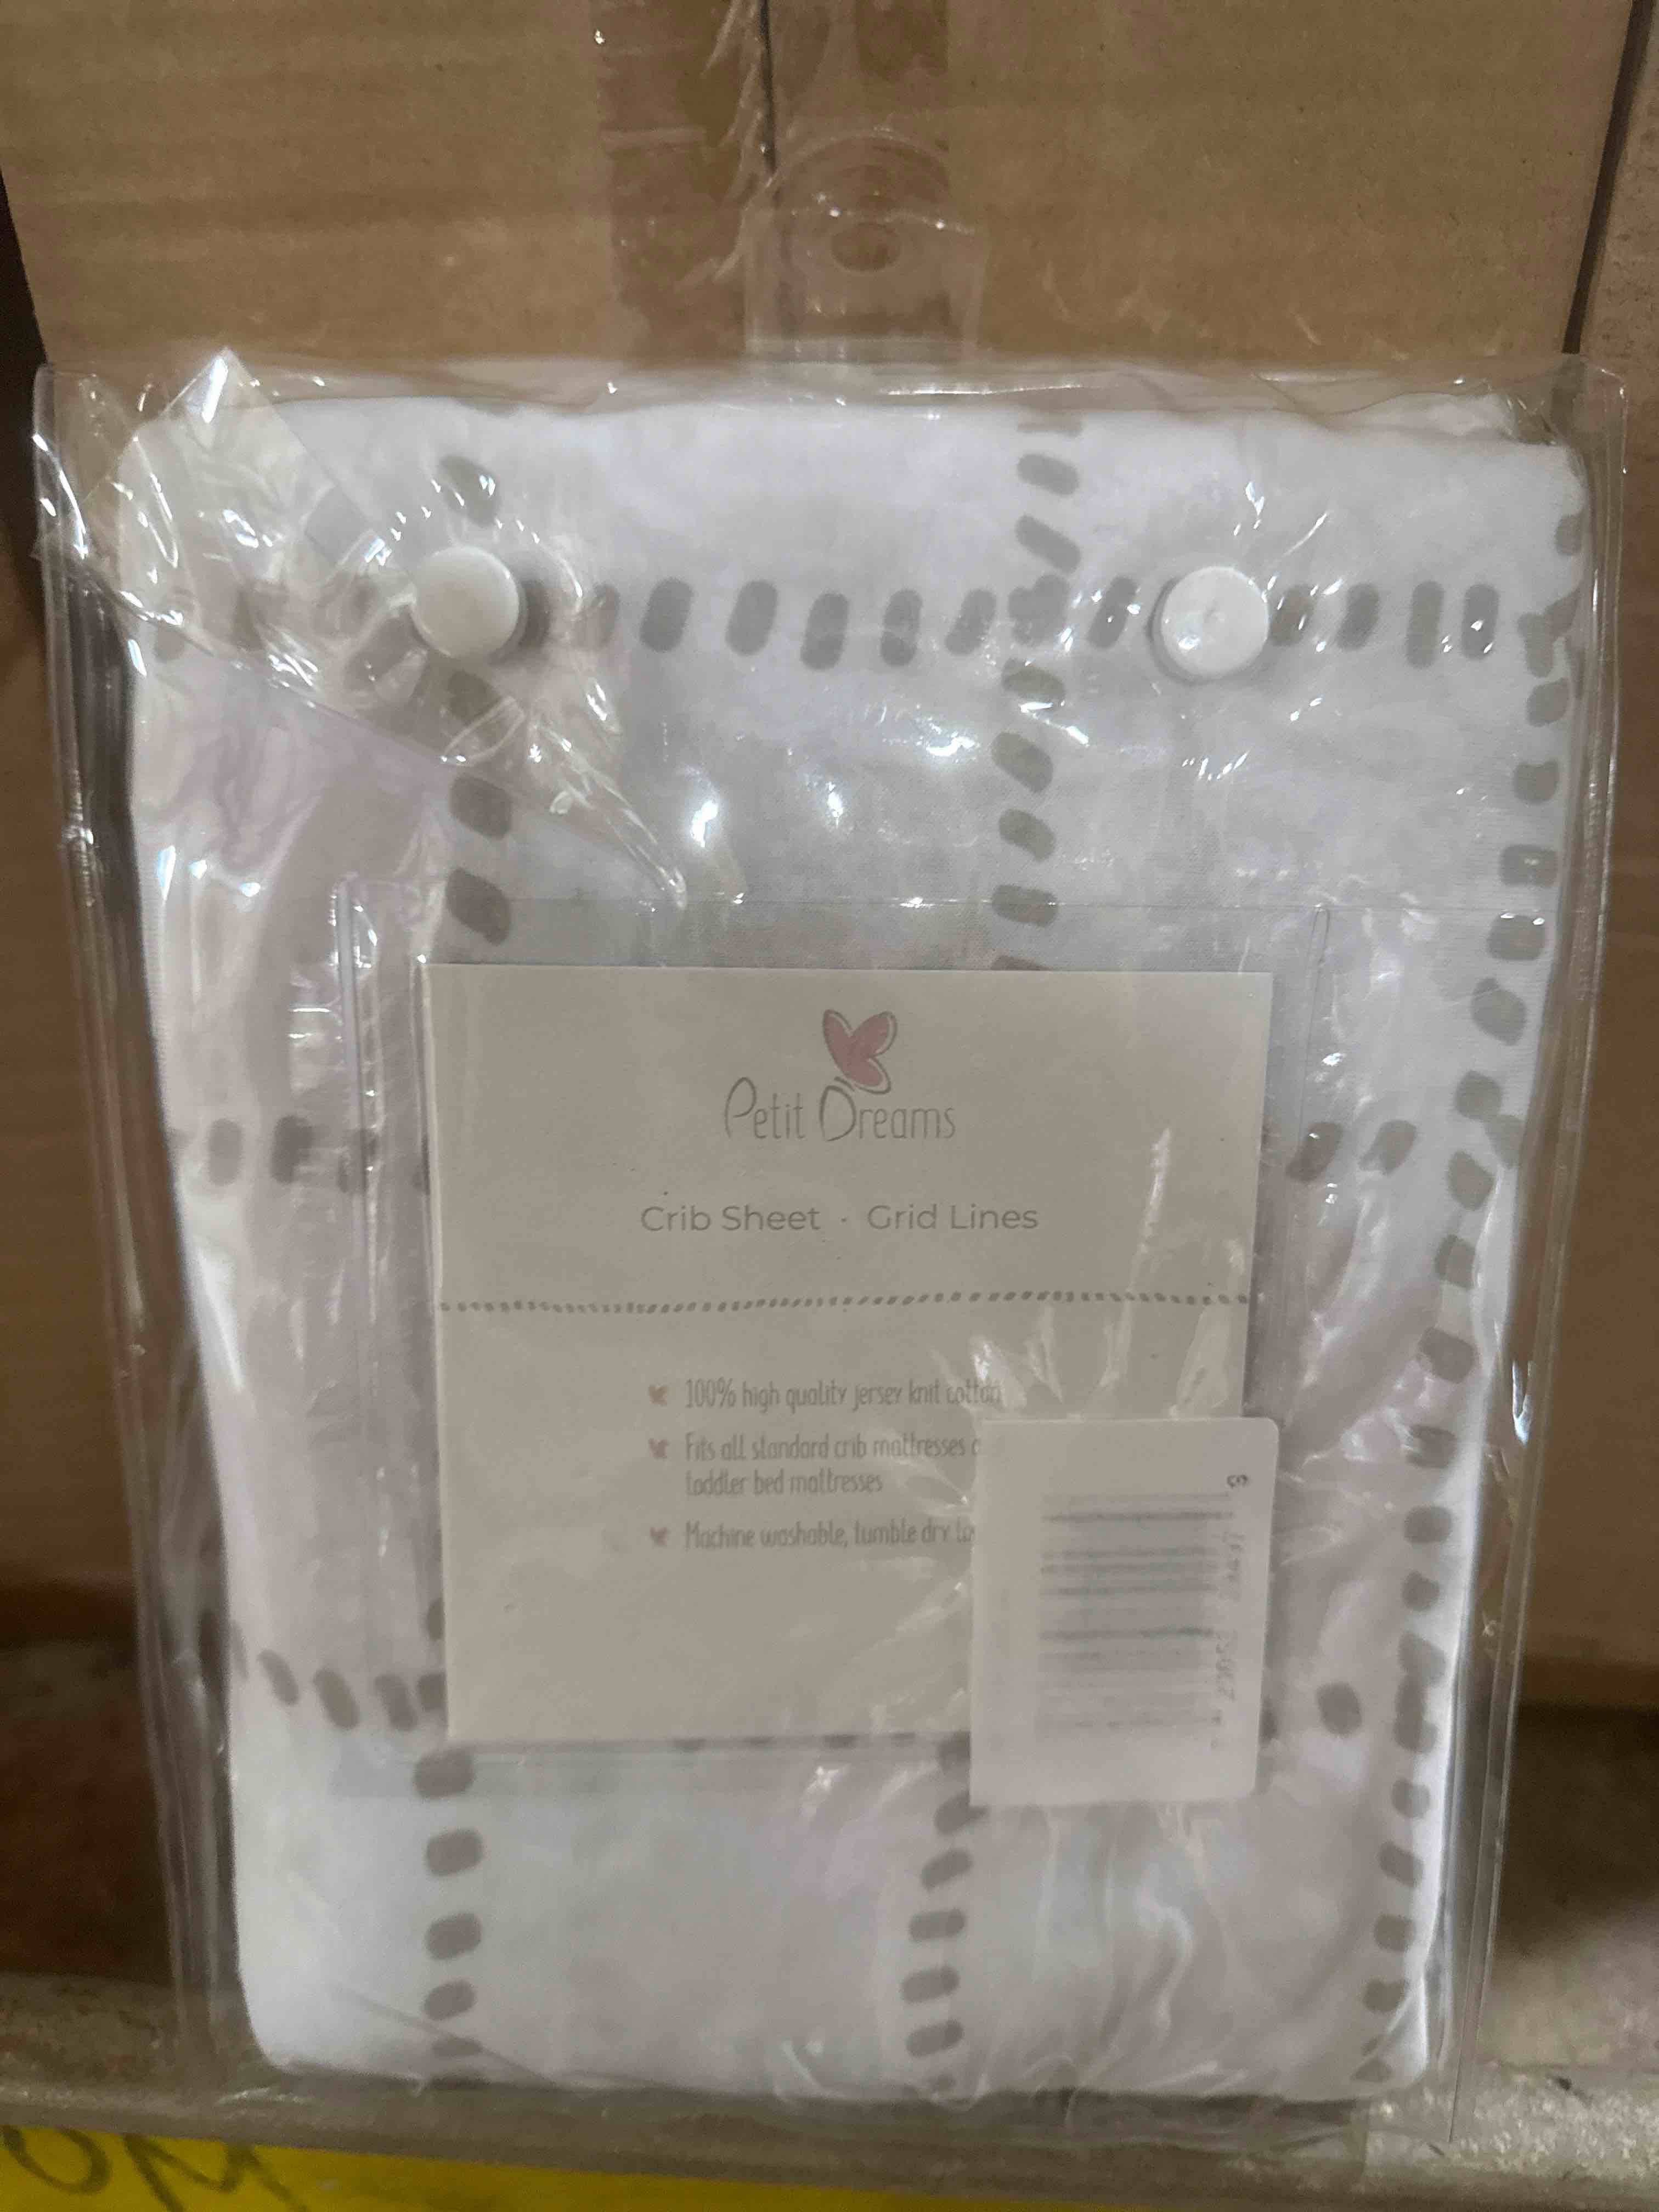 Petit Dreams
Crib Sheet · Grid Lines
100% high quality jersey knit cotton
Fits all standard crib mattresses
toddler bed mattresses
Machine washable, tumble dry
OM